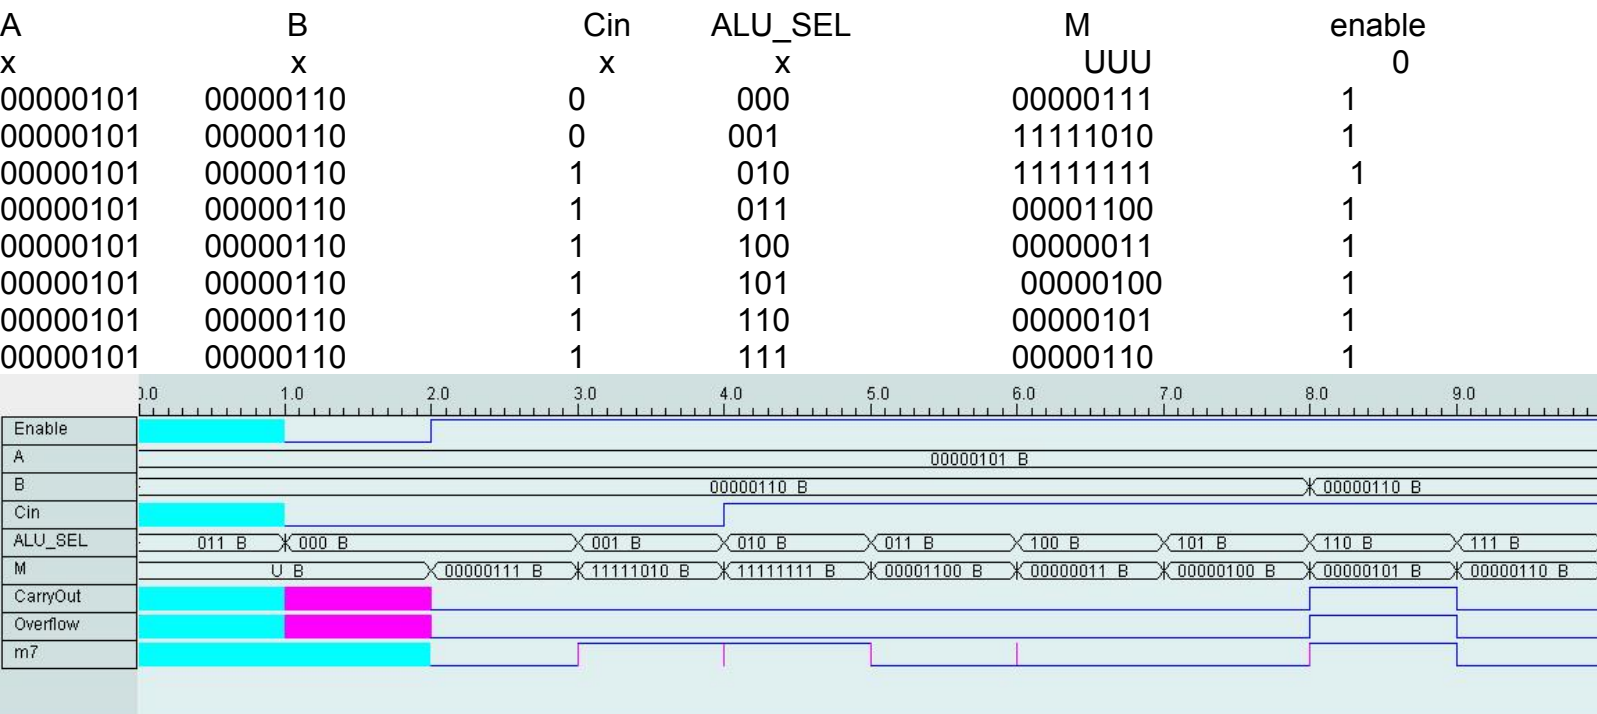 A B Cin ALU_SEL M enable
x x x x UUU 0
00000101 00000110 0 000 00000111 1
00000101 00000110 0 001 11111010 1
00000101 00000110 1 010 11111111 1
00000101 00000110 1 011 00001100 1
00000101 00000110 1 100 00000011 1
00000101 00000110 1 101 00000100 1
00000101 00000110 1 110 00000101 1
00000101 00000110 1 111 00000110 1
0.0 1.0 2.0 3.0 4.0 5.0 6.0 7.0 8.0 9.0
Enable
A 00000101 B
B 00000110 B 00000110 B
Cin
ALU_SEL 011 B 000 B 001 B 010 B 011 B 100 B 101 B 110 B 111 B
M U B 00000111 B 11111010 B 11111111 B 00001100 B 00000011 B 00000100 B 00000101 B 00000110 B
CarryOut
Overflow
m7